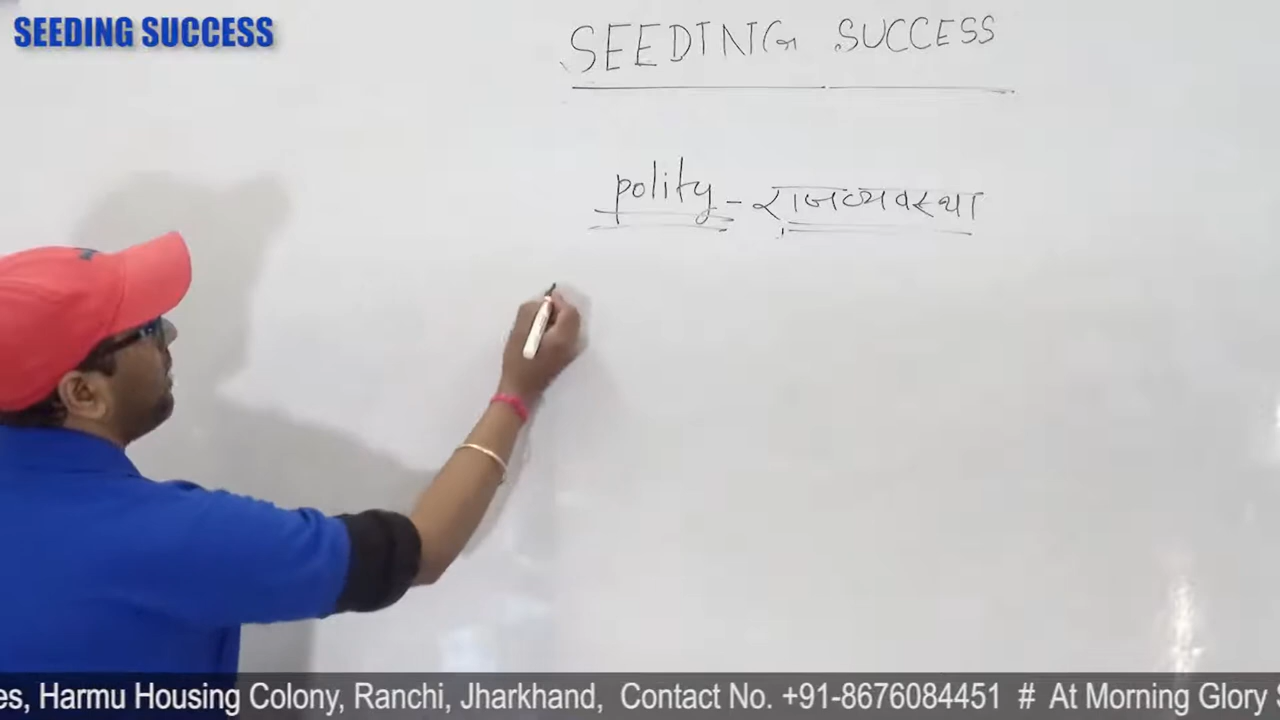 SEEDING SUCCESS
SEEDING SUCCESS
polity - राजव्यवस्था
es, Harmu Housing Colony, Ranchi, Jharkhand, Contact No. +91-8676084451 # At Morning Glory S